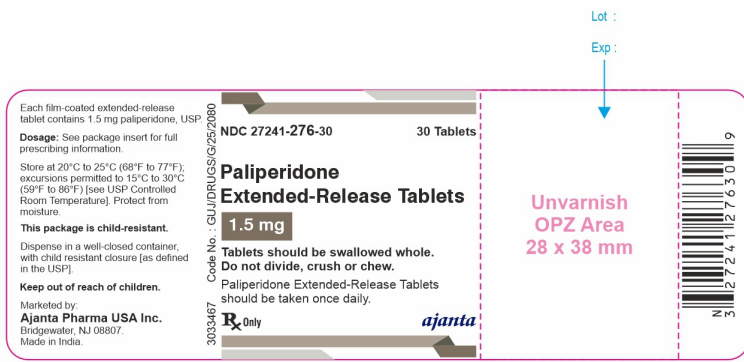 Lot :
Exp :
Each film-coated extended-release
tablet contains 1.5 mg paliperidone, USP.
Dosage: See package insert for full
prescribing information.
Store at 20°C to 25°C (68°F to 77°F);
excursions permitted to 15°C to 30°C
(59°F to 86°F) [see USP Controlled
Room Temperature]. Protect from
moisture.
This package is child-resistant.
Dispense in a well-closed container,
with child resistant closure [as defined
in the USP].
Keep out of reach of children.
Marketed by:
Ajanta Pharma USA Inc.
Bridgewater, NJ 08807.
Made in India.
3033467 Code No. : GUJ/DRUGS/G/25/2080
NDC 27241-276-30 30 Tablets
Paliperidone
Extended-Release Tablets
1.5 mg
Tablets should be swallowed whole.
Do not divide, crush or chew.
Paliperidone Extended-Release Tablets
should be taken once daily.
Rx Only ajanta
Unvarnish
OPZ Area
28 x 38 mm
N 3 27241 27630 9